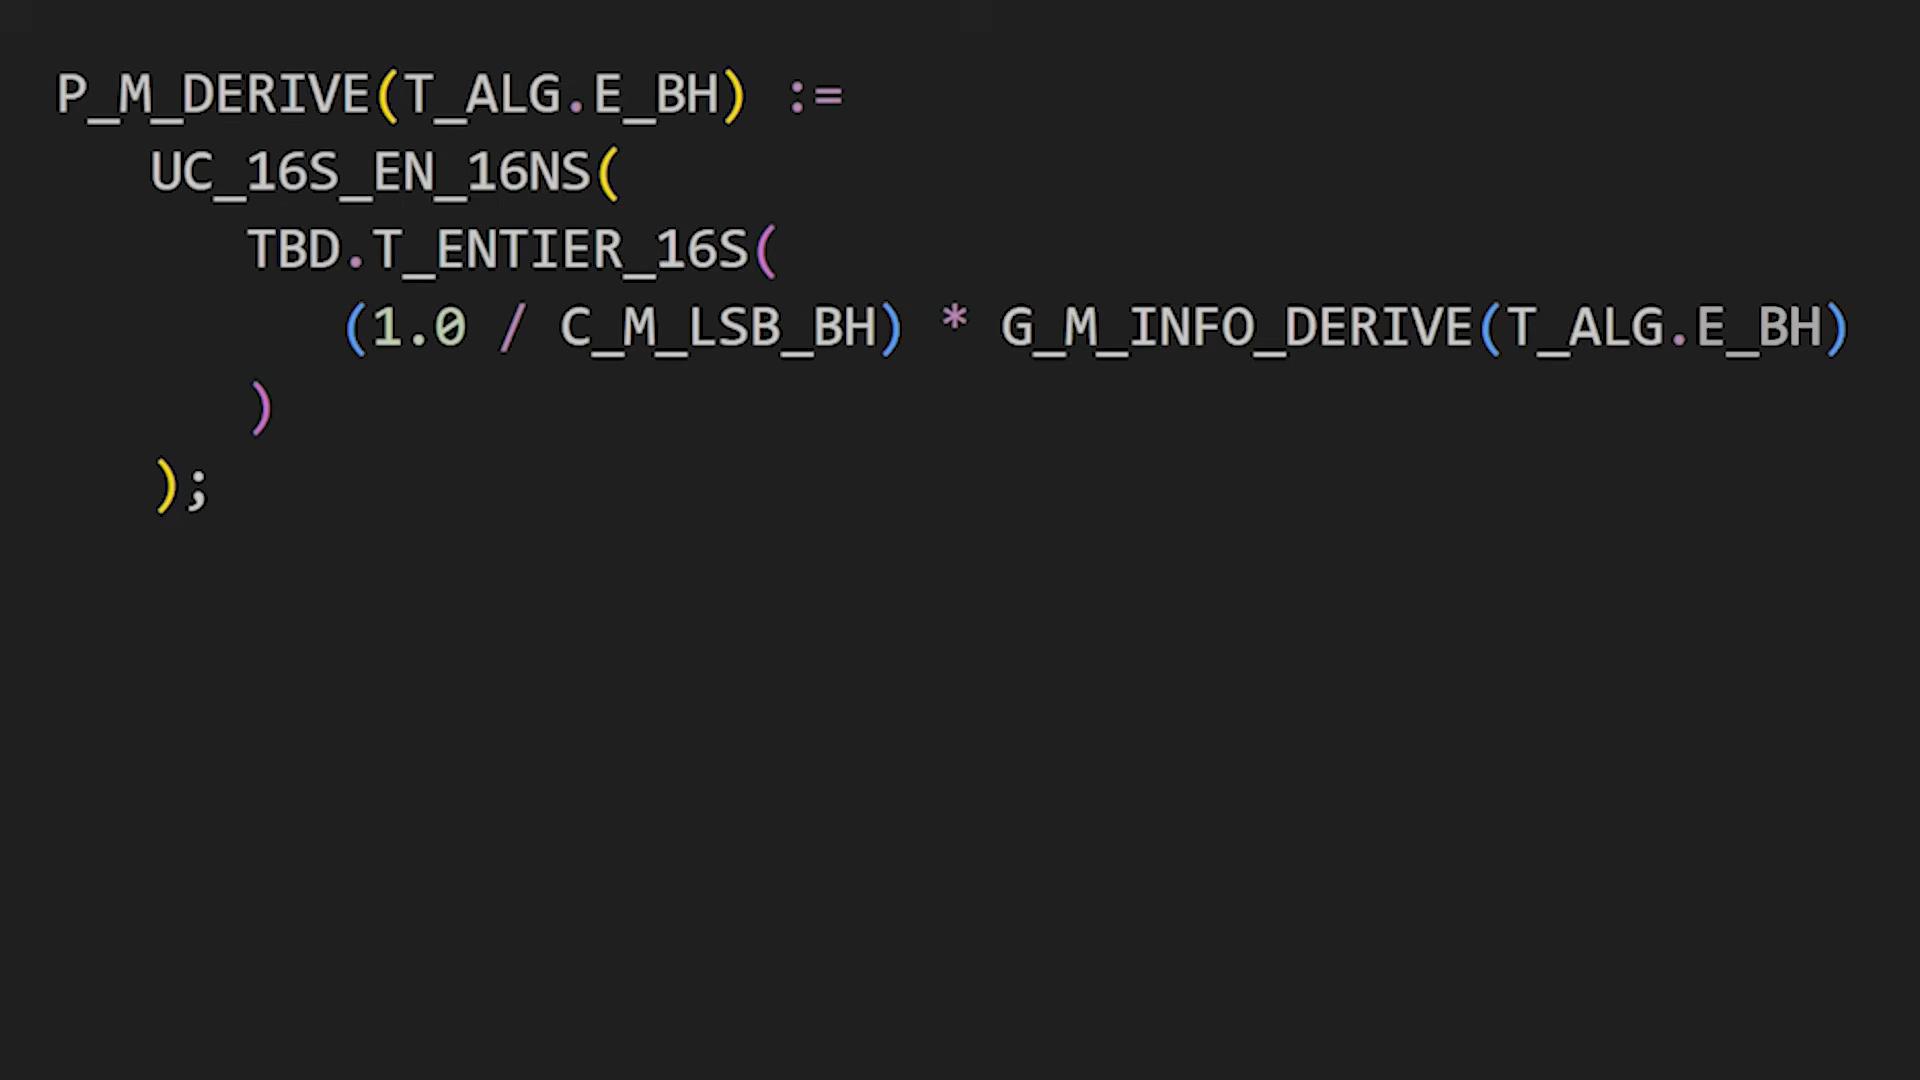 P_M_DERIVE(T_ALG.E_BH) :=
UC_16S_EN_16NS(
TBD.T_ENTIER_16S(
(1.0 / C_M_LSB_BH) * G_M_INFO_DERIVE(T_ALG.E_BH)
)
);